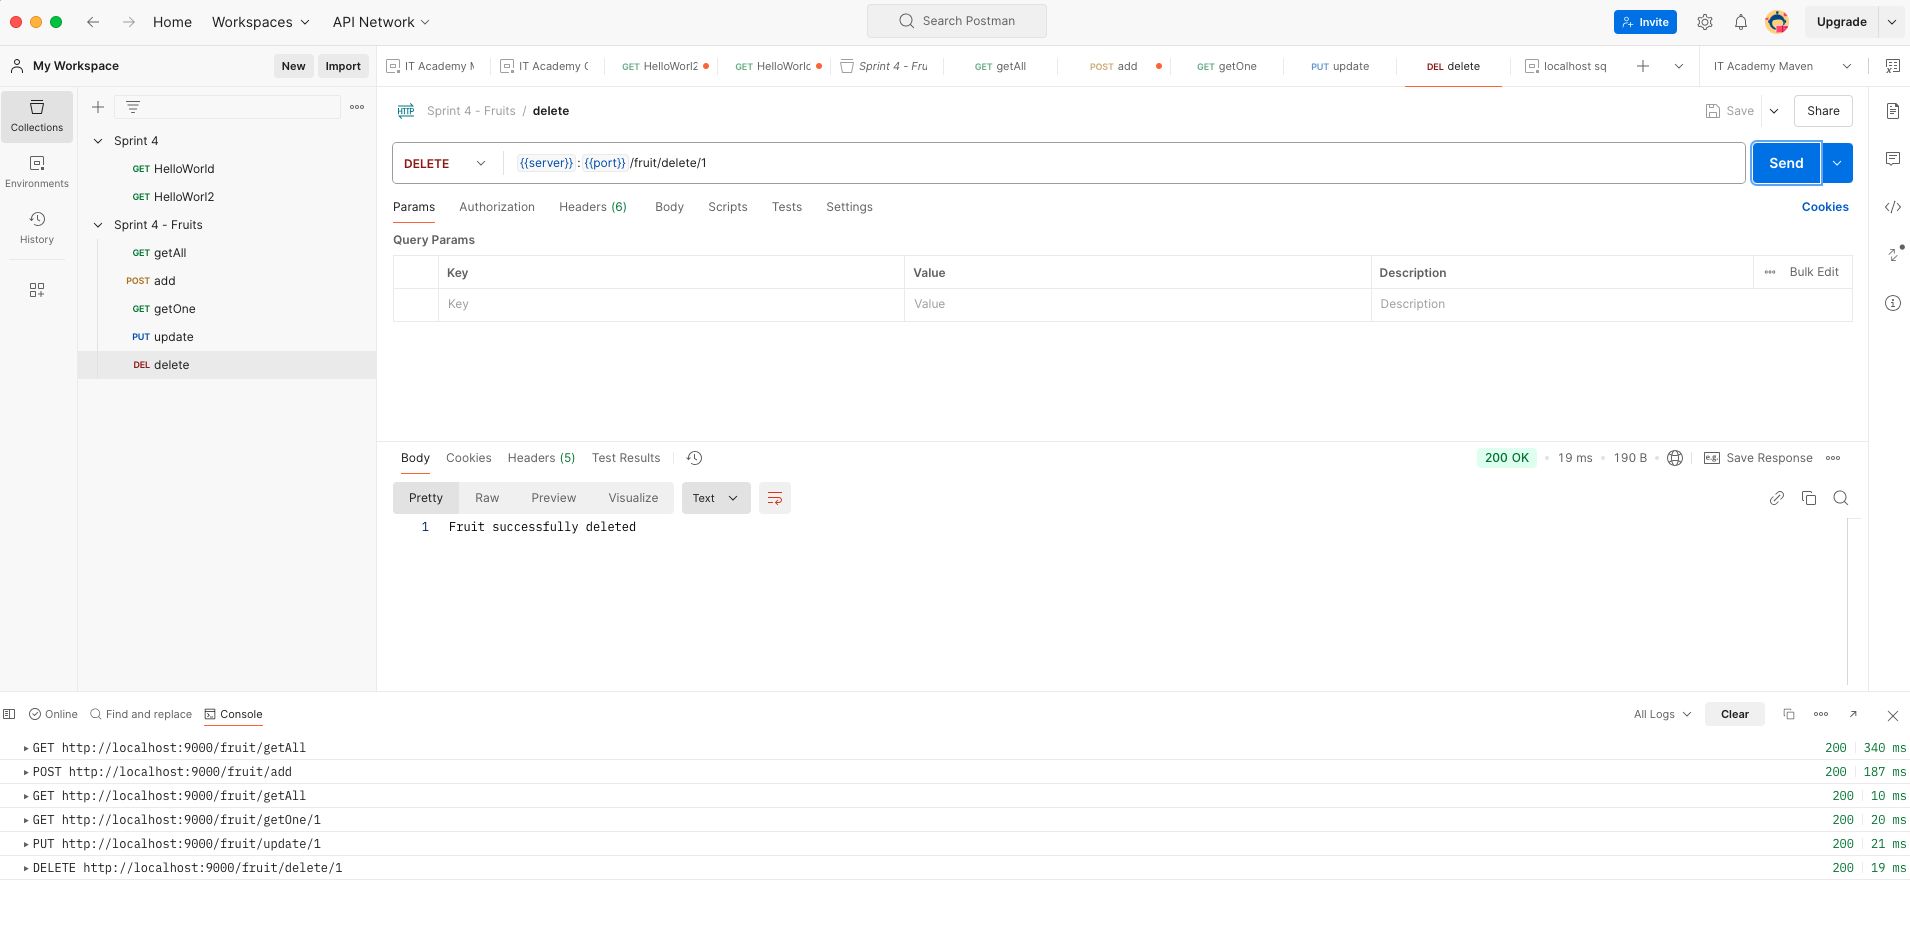 Home Workspaces API Network Search Postman Invite Upgrade
My Workspace New Import IT Academy GET HelloWorl2 GET HelloWorlc Sprint 4 - Fru GET getAll POST add GET getOne PUT update DEL delete localhost sq IT Academy Maven
Collections
Environments
History
Sprint 4
GET HelloWorld
GET HelloWorl2
Sprint 4 - Fruits
GET getAll
POST add
GET getOne
PUT update
DEL delete
Sprint 4 - Fruits / delete Save Share
DELETE {{server}} : {{port}} /fruit/delete/1 Send
Params Authorization Headers (6) Body Scripts Tests Settings Cookies
Query Params
Key Value Description Bulk Edit
Key Value Description
Body Cookies Headers (5) Test Results 200 OK 19 ms 190 B e.g. Save Response
Pretty Raw Preview Visualize Text
1 Fruit successfully deleted
Online Find and replace Console All Logs Clear
GET http://localhost:9000/fruit/getAll 200 340 ms
POST http://localhost:9000/fruit/add 200 187 ms
GET http://localhost:9000/fruit/getAll 200 10 ms
GET http://localhost:9000/fruit/getOne/1 200 20 ms
PUT http://localhost:9000/fruit/update/1 200 21 ms
DELETE http://localhost:9000/fruit/delete/1 200 19 ms